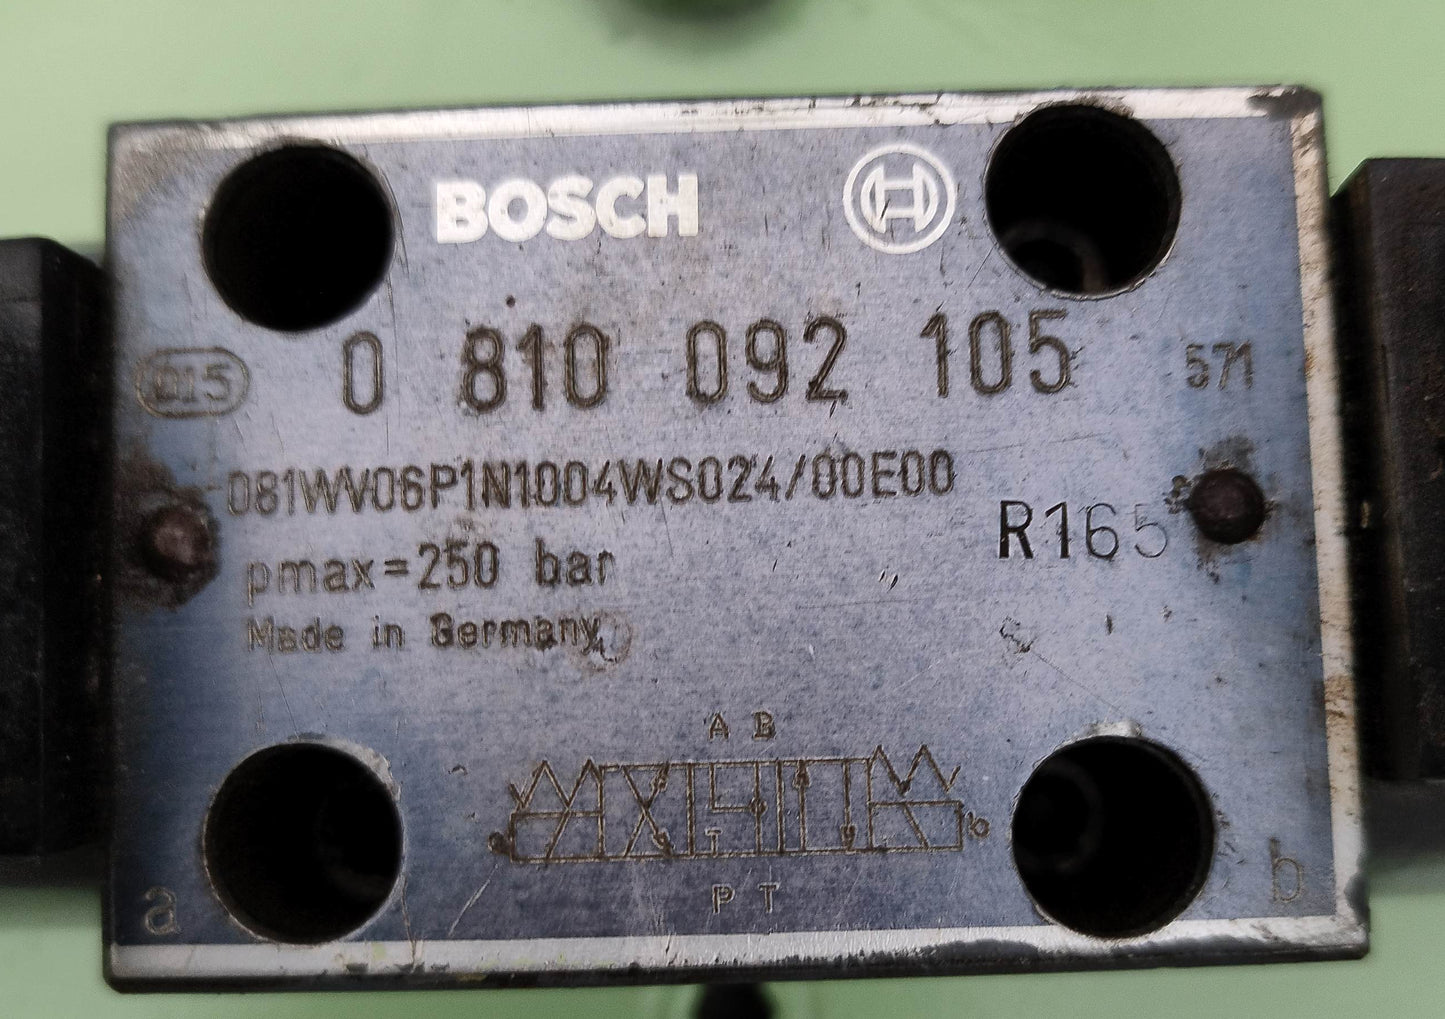 BOSCH
0 810 092 105
015
571
081WV06P1N1004WS024/00E00
R165
pmax=250 bar
Made in Germany
A B
a b
P T
a b